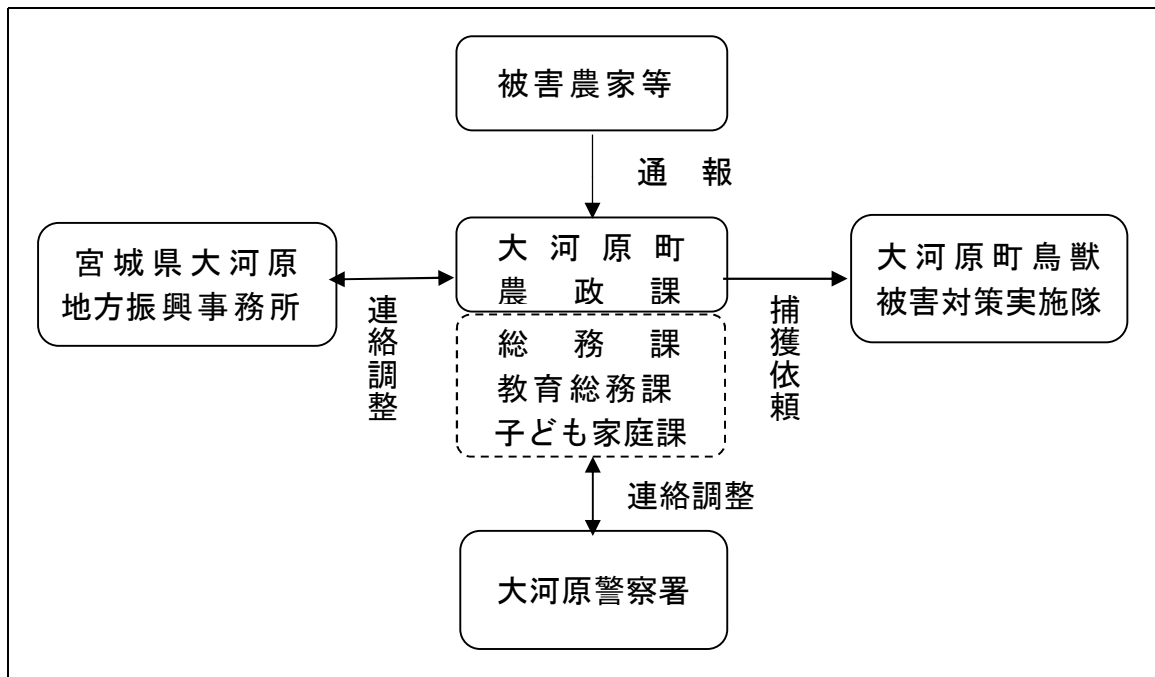 被害農家等
通報
宮城県大河原
地方振興事務所
連絡調整
大河原町
農政課
総務課
教育総務課
子ども家庭課
捕獲依頼
大河原町鳥獣
被害対策実施隊
連絡調整
大河原警察署